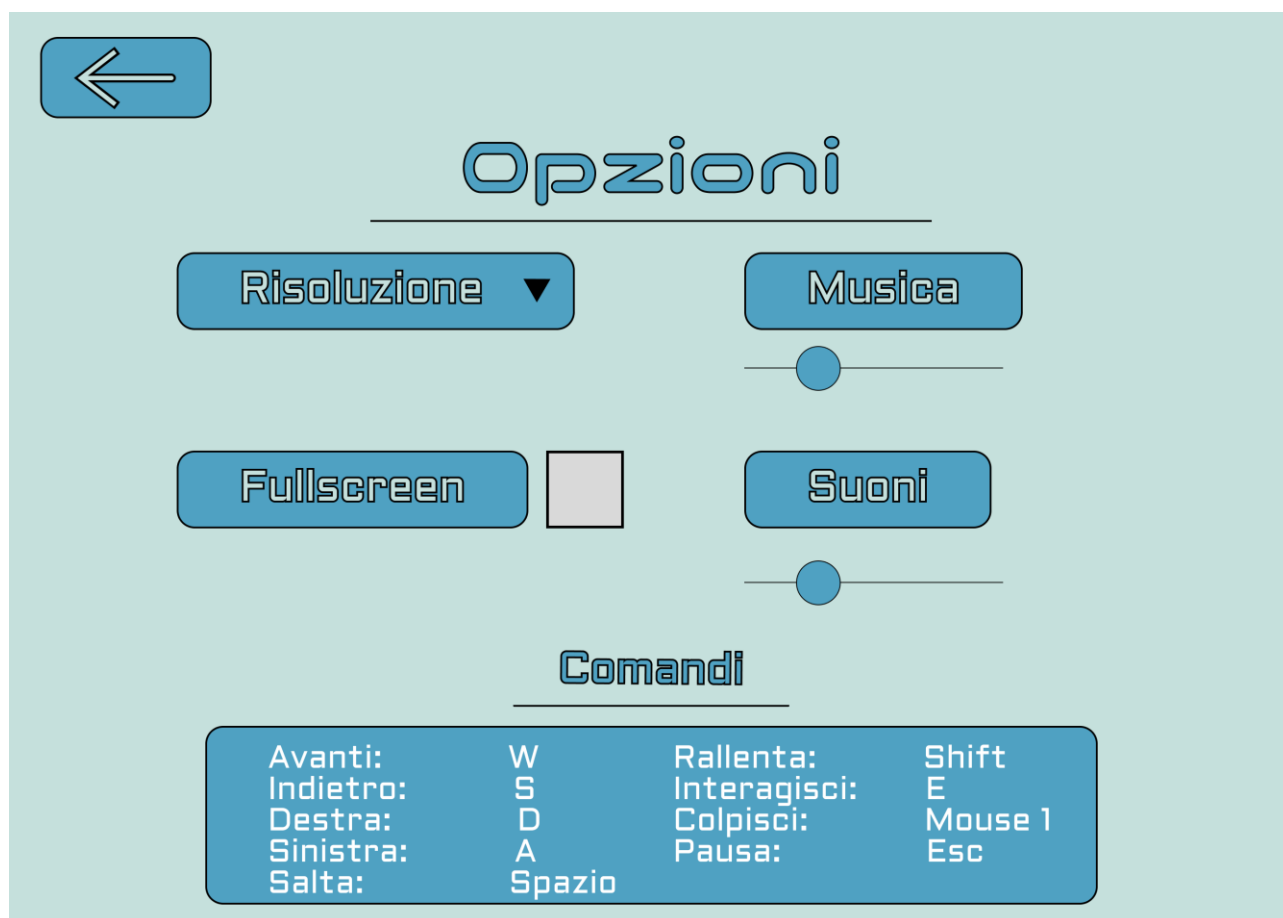 Opzioni
Risoluzione
Musica
Fullscreen
Suoni
Comandi
Avanti: W Rallenta: Shift
Indietro: S Interagisci: E
Destra: D Colpisci: Mouse 1
Sinistra: A Pausa: Esc
Salta: Spazio